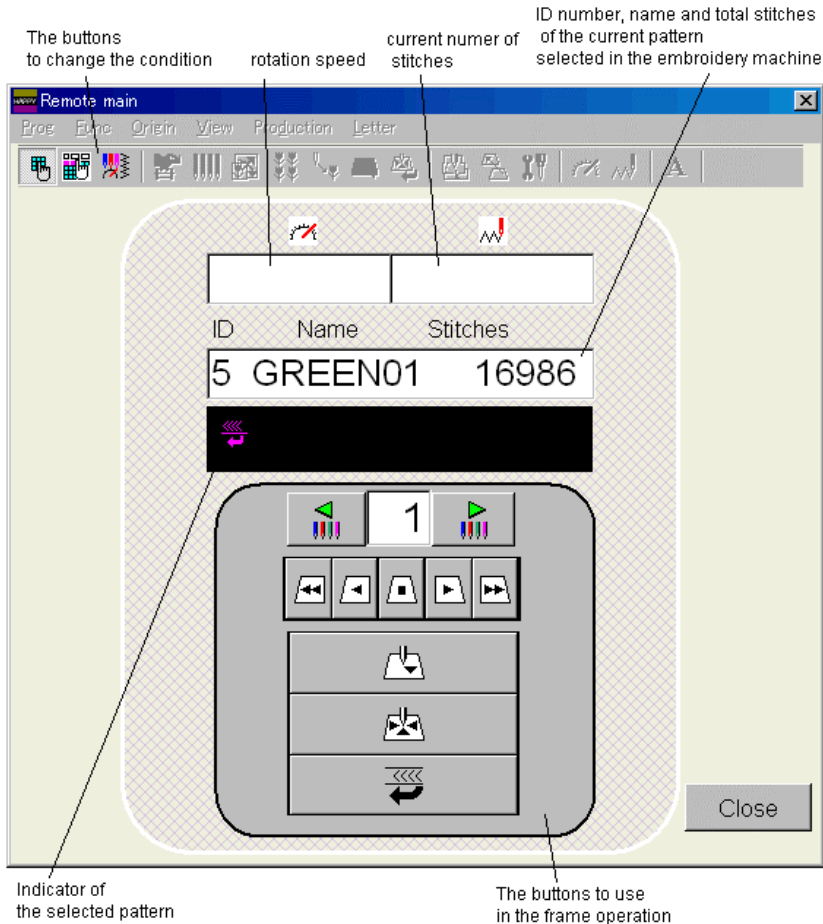 The buttons
to change the condition
rotation speed
current numer of
stitches
ID number, name and total stitches
of the current pattern
selected in the embroidery machine
HAPPY Remote main
Prog Func Origin View Production Letter
A
ID Name Stitches
5 GREEN01 16986
1
Close
Indicator of
the selected pattern
The buttons to use
in the frame operation